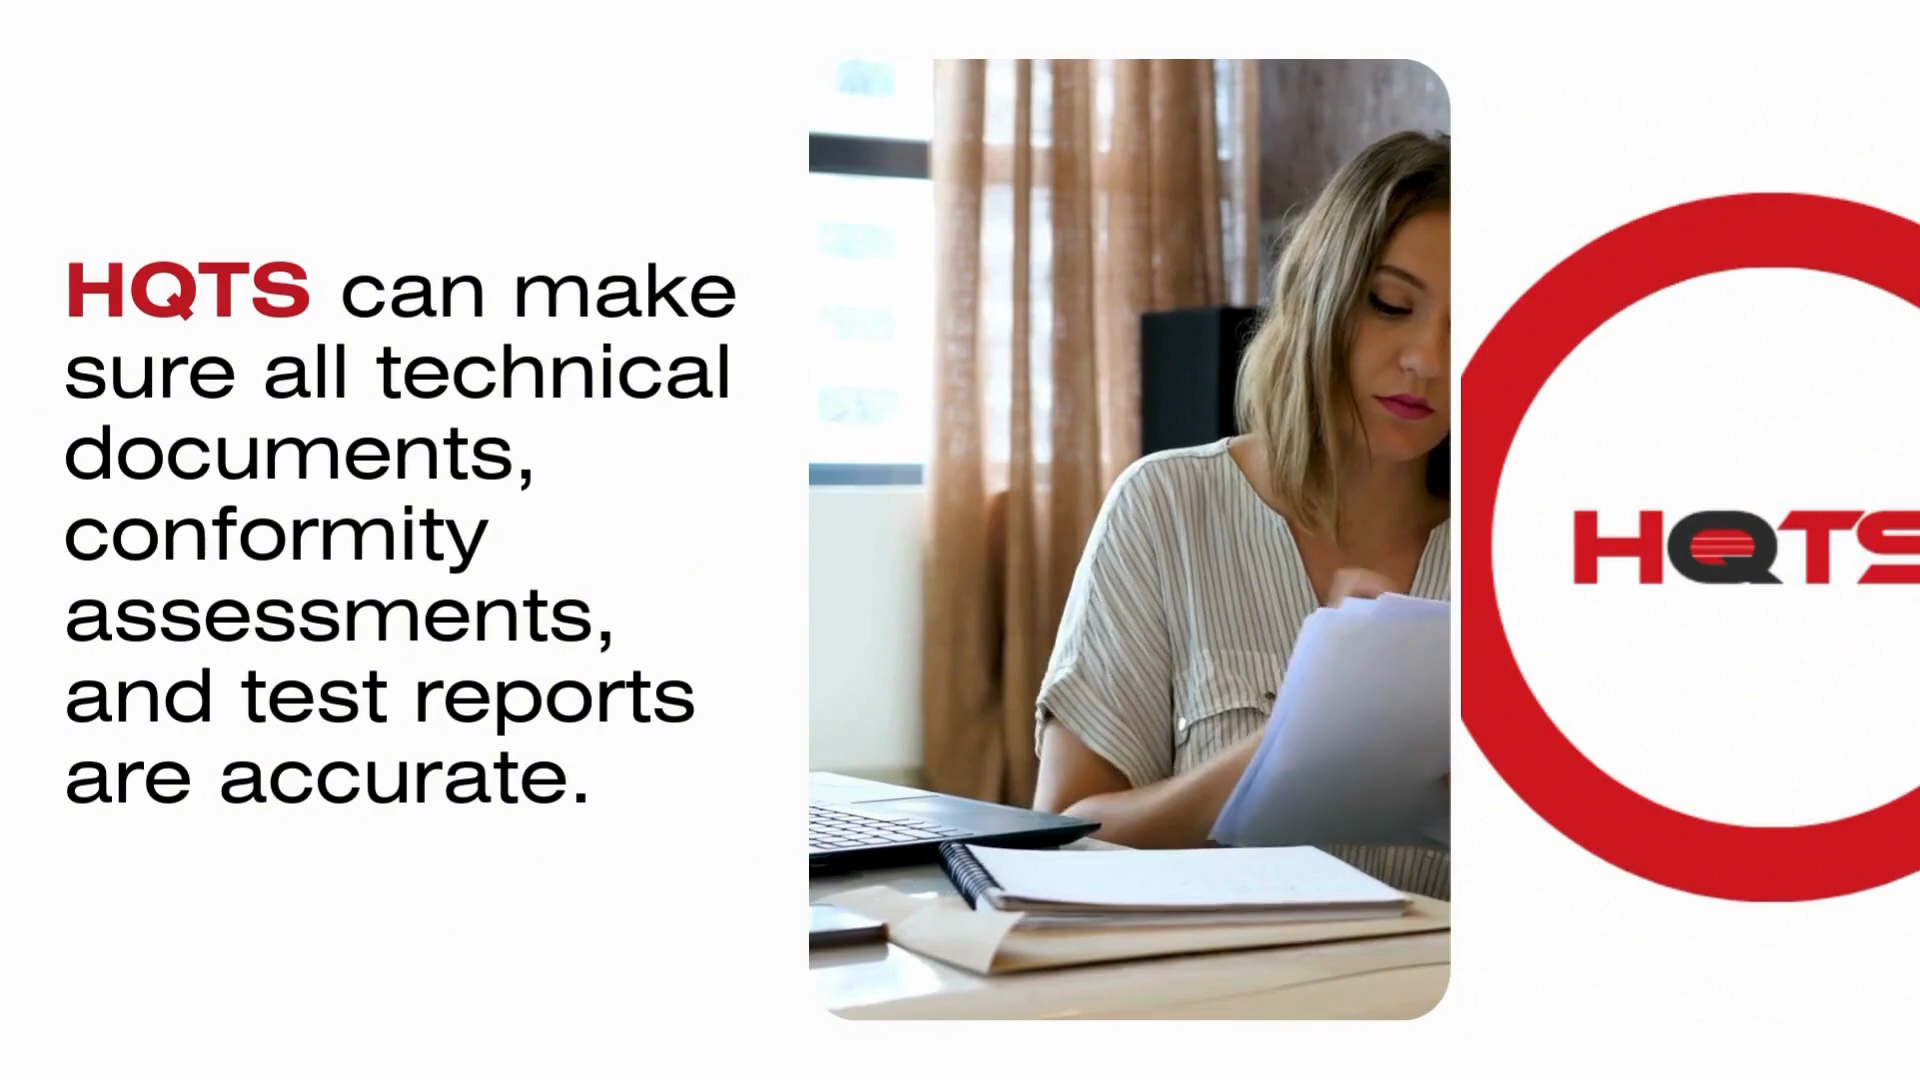 HQTS can make
sure all technical
documents,
conformity
assessments,
and test reports
are accurate.
HQTS